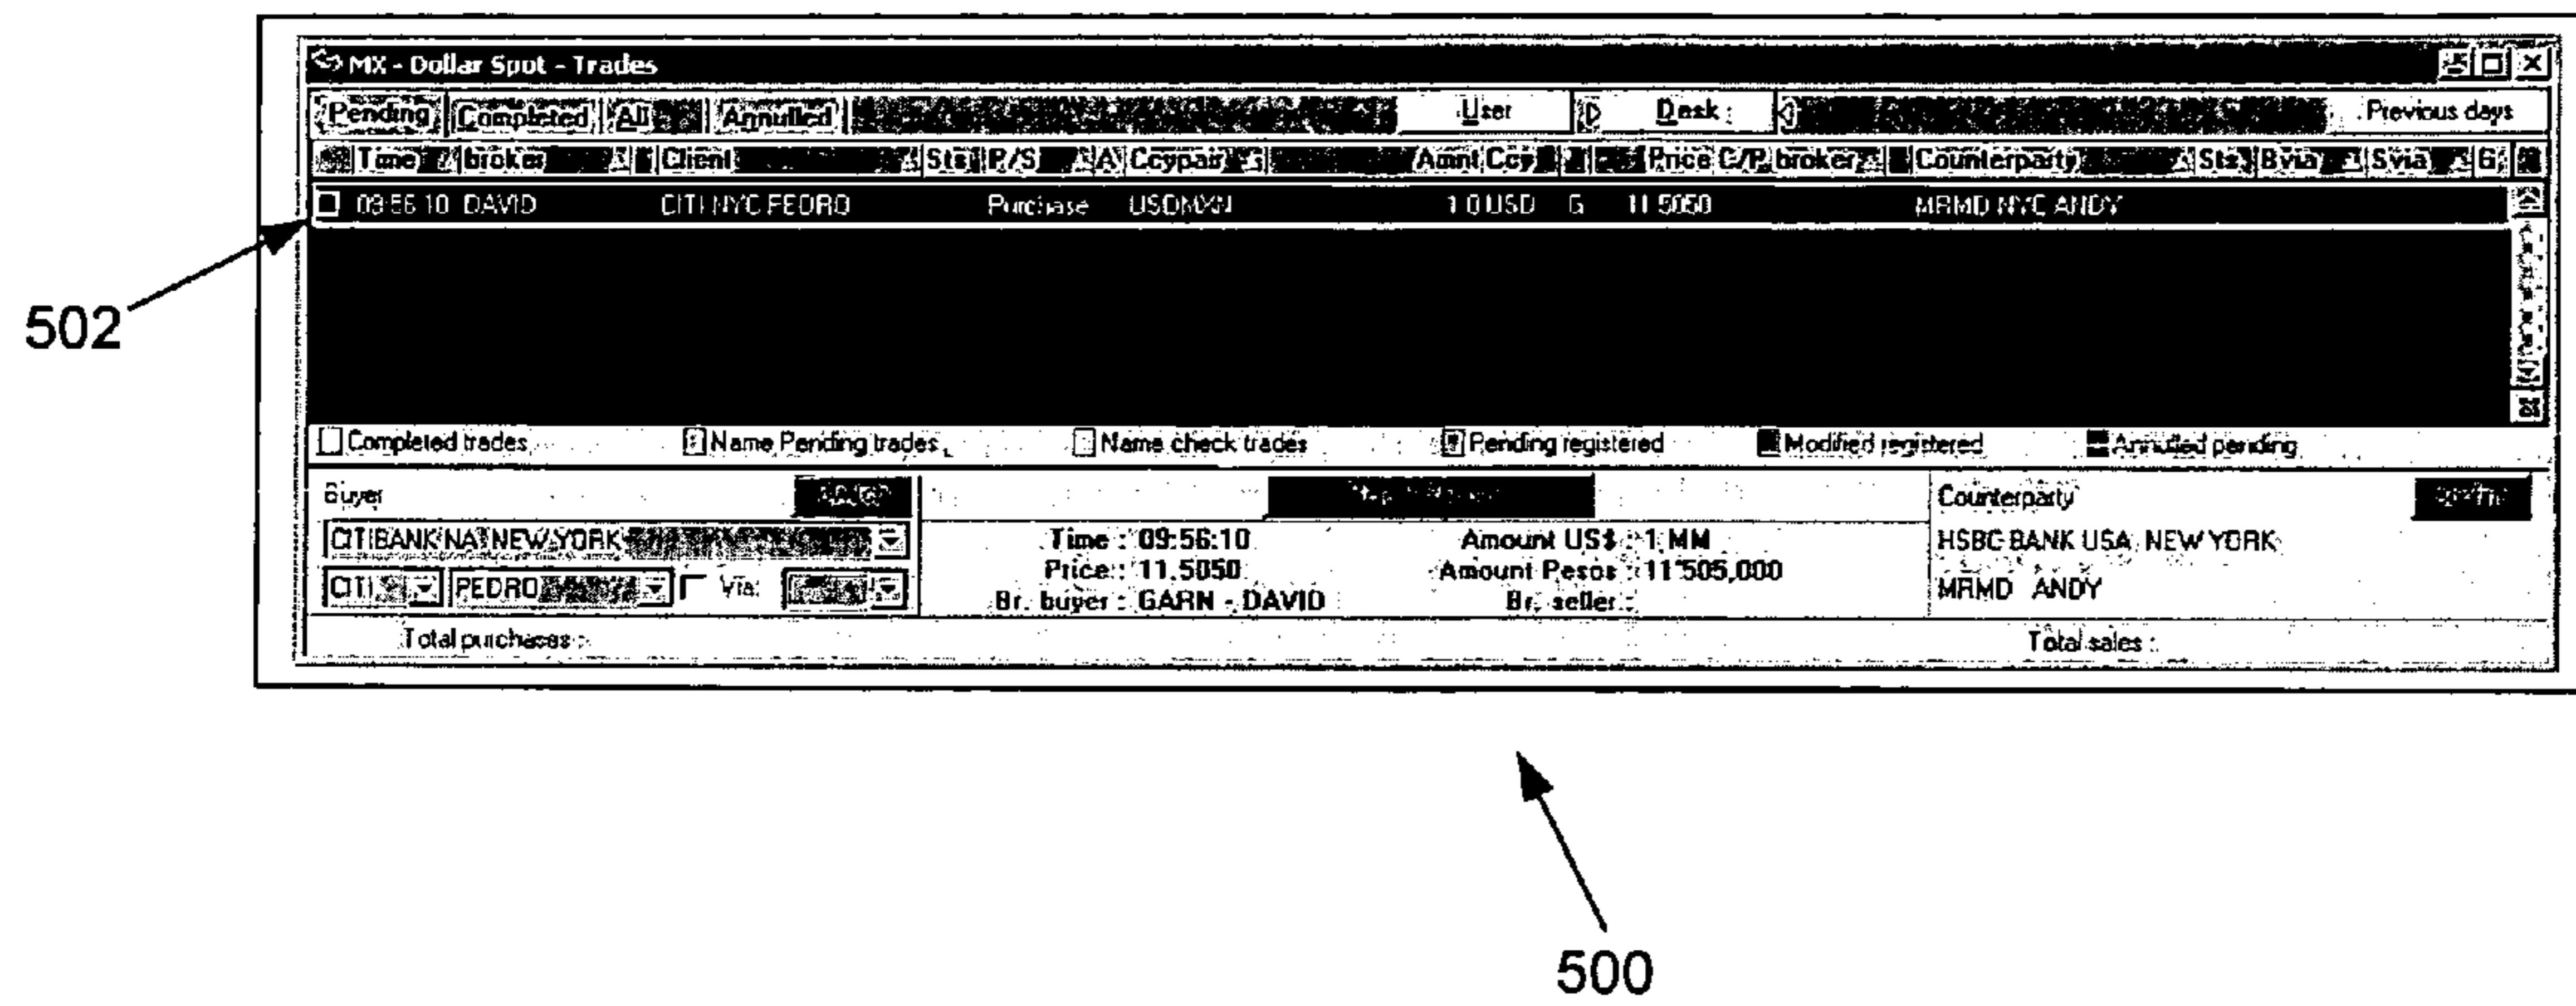 MX - Dollar Spot - Trades
Pending Completed All Annulled User Desk : Previous days
Time broker Client Sts P/S A Ccypair Amnt Ccy Price C/P broker Counterparty Sts Bvia Svia G
09:56 10 DAVID CITI NYC PEDRO Purchase USDMXN 1.0 USD G 11.5050 MRMD NYC ANDY
502
Completed trades Name Pending trades Name check trades Pending registered Modified registered Annulled pending
Buyer Counterparty
CITIBANK NA NEW YORK Time : 09:56:10 Amount US$ : 1 MM HSBC BANK USA, NEW YORK
CITI PEDRO Via: Price : 11.5050 Amount Pesos : 11'505,000 MRMD ANDY
Br. buyer : GARN - DAVID Br. seller :
Total purchases : Total sales :
500